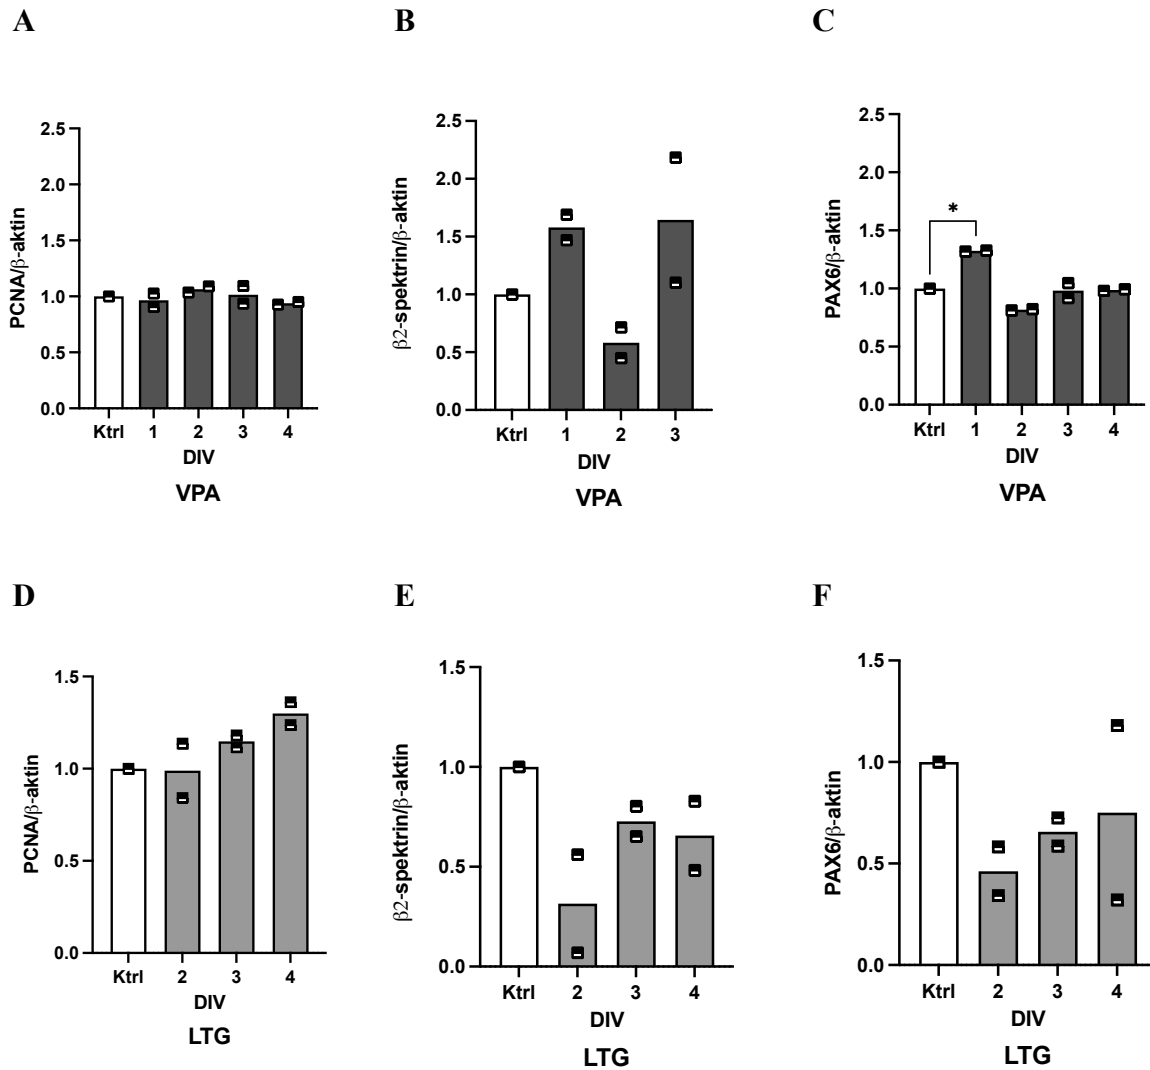 A
PCNA/β-aktin
2.5
2.0
1.5
1.0
0.5
0.0
Ktrl 1 2 3 4
DIV
VPA
B
β2-spektrin/β-aktin
2.5
2.0
1.5
1.0
0.5
0.0
Ktrl 1 2 3
DIV
VPA
C
PAX6/β-aktin
2.5
2.0
1.5
1.0
0.5
0.0
*
Ktrl 1 2 3 4
DIV
VPA
D
PCNA/β-aktin
1.5
1.0
0.5
0.0
Ktrl 2 3 4
DIV
LTG
E
β2-spektrin/β-aktin
1.5
1.0
0.5
0.0
Ktrl 2 3 4
DIV
LTG
F
PAX6/β-aktin
1.5
1.0
0.5
0.0
Ktrl 2 3 4
DIV
LTG